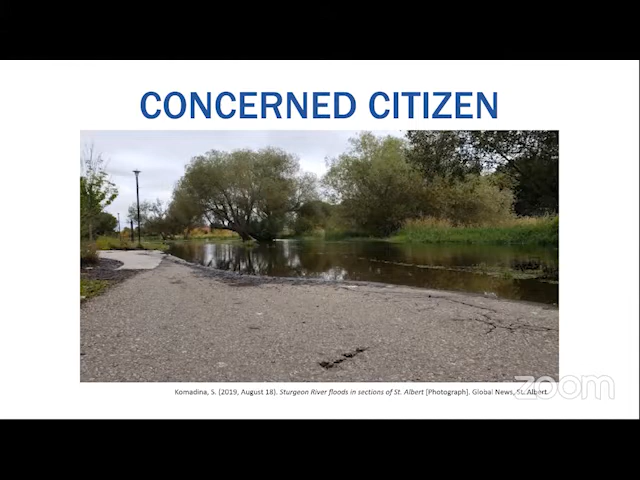 CONCERNED CITIZEN
Komadina, S. (2019, August 18). Sturgeon River floods in sections of St. Albert [Photograph]. Global News, St. Albert.
zoom